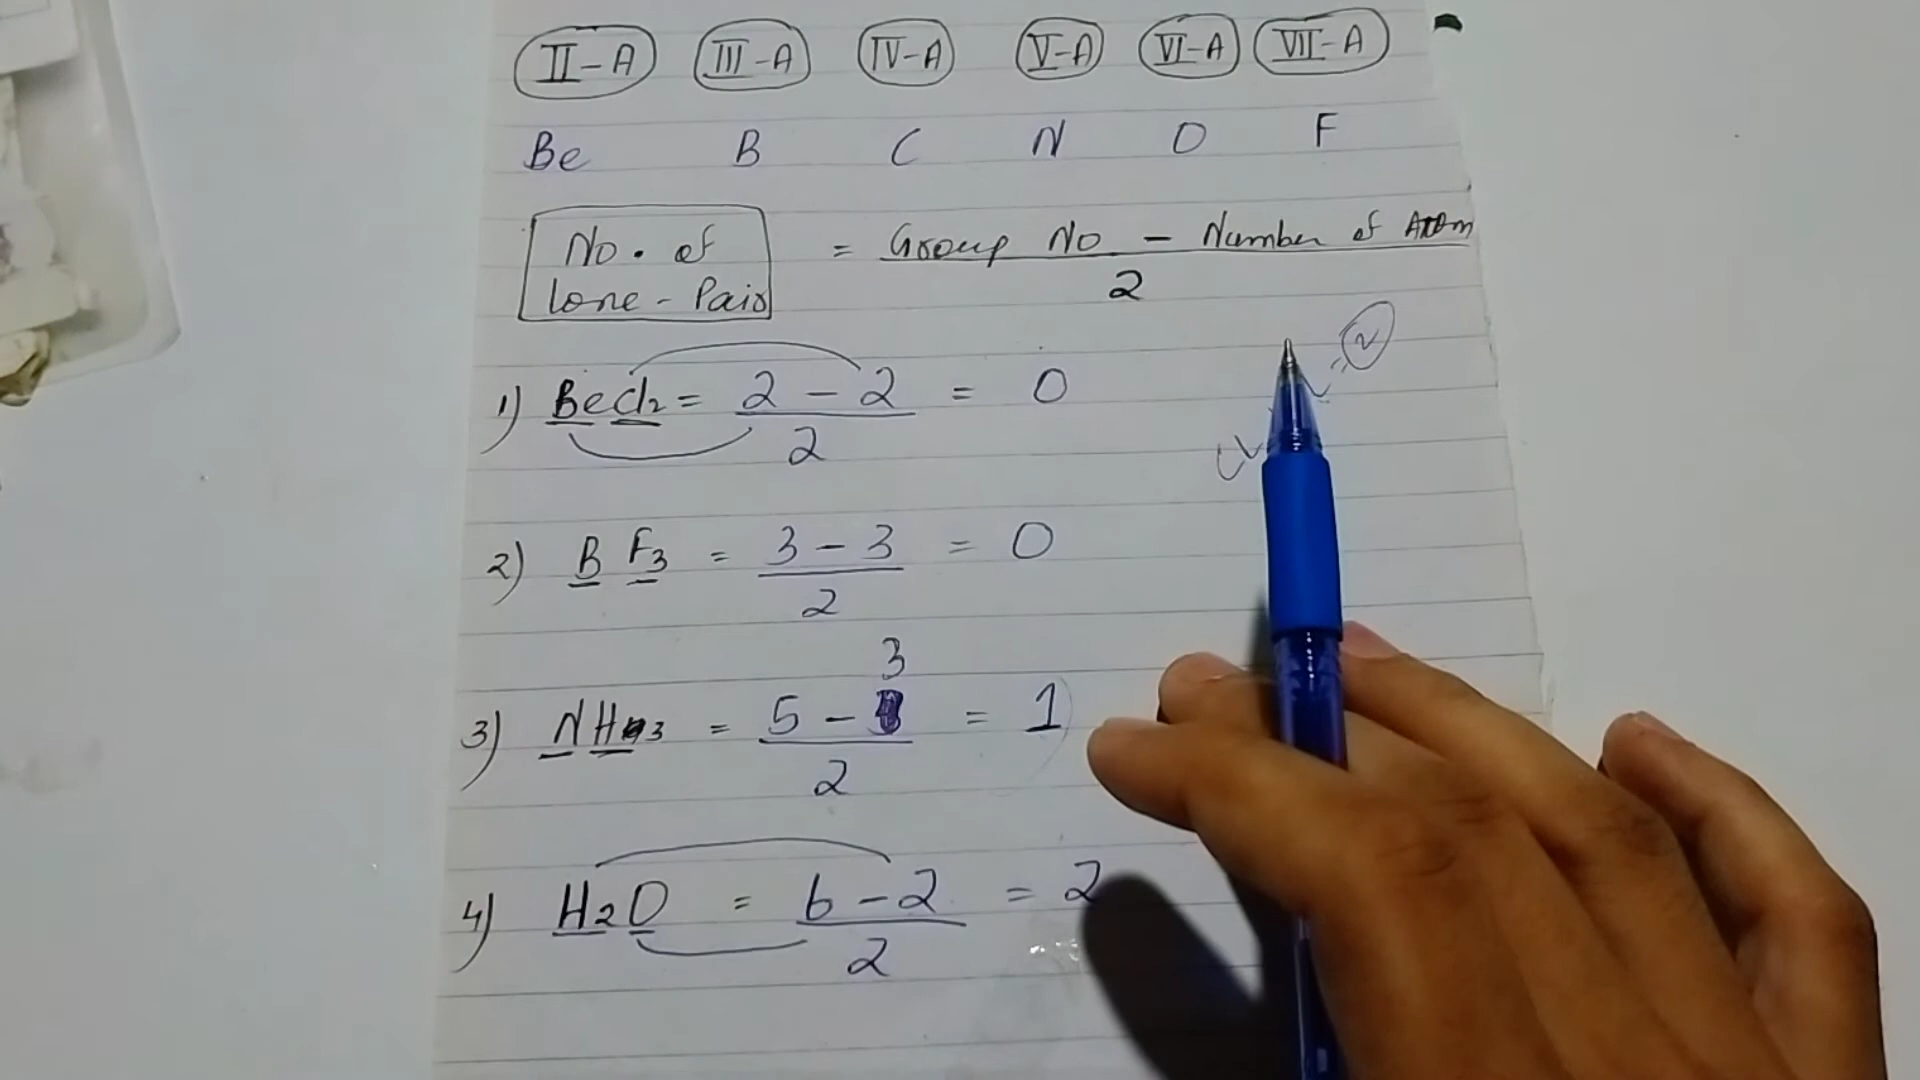 II-A III-A IV-A V-A VI-A VII-A
Be B C N O F
No. of Lone-Pair = Group No - Number of Atom / 2
1) BeCl2 = 2 - 2 / 2 = 0
2) BF3 = 3 - 3 / 2 = 0
3) NH3 = 5 - 3 / 2 = 1
4) H2O = 6 - 2 / 2 = 2